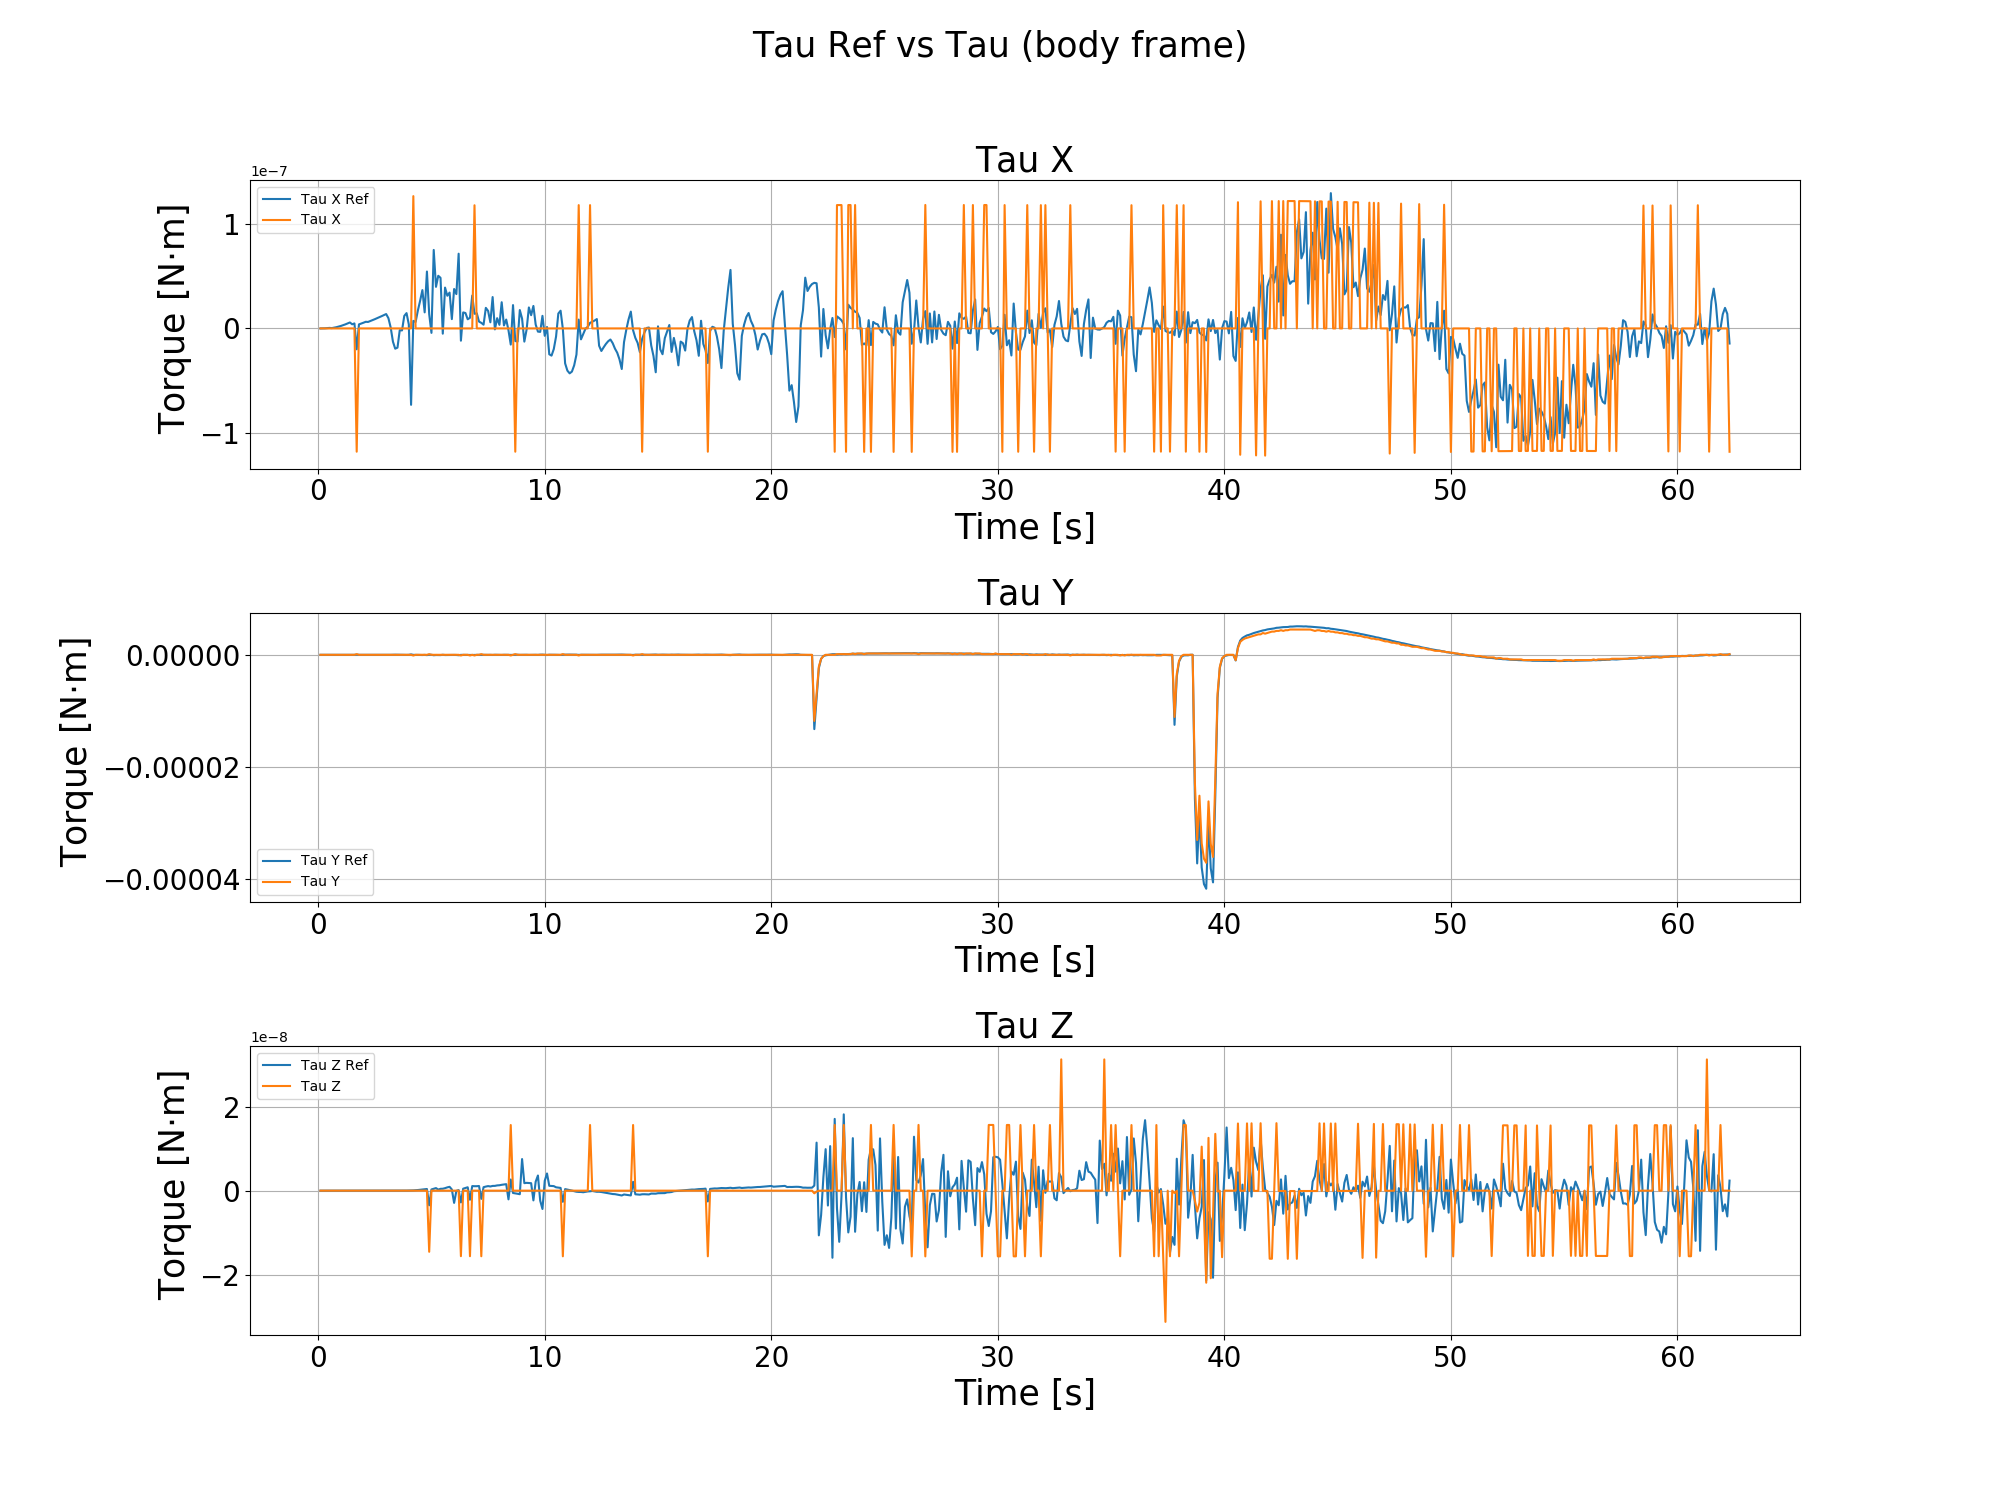 Tau Ref vs Tau (body frame)
Tau X
1e−7
Tau X Ref
Tau X
Torque [N·m]
1
0
−1
0 10 20 30 40 50 60
Time [s]
Tau Y
Torque [N·m]
0.00000
−0.00002
−0.00004
Tau Y Ref
Tau Y
0 10 20 30 40 50 60
Time [s]
Tau Z
1e−8
Tau Z Ref
Tau Z
Torque [N·m]
2
0
−2
0 10 20 30 40 50 60
Time [s]